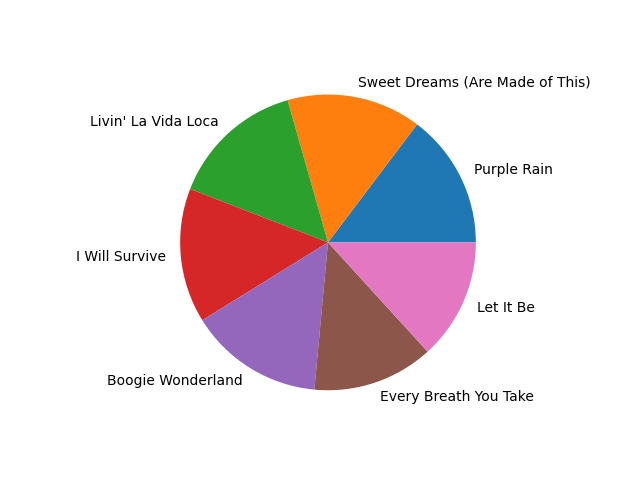 Sweet Dreams (Are Made of This)
Livin' La Vida Loca
Purple Rain
I Will Survive
Let It Be
Boogie Wonderland
Every Breath You Take